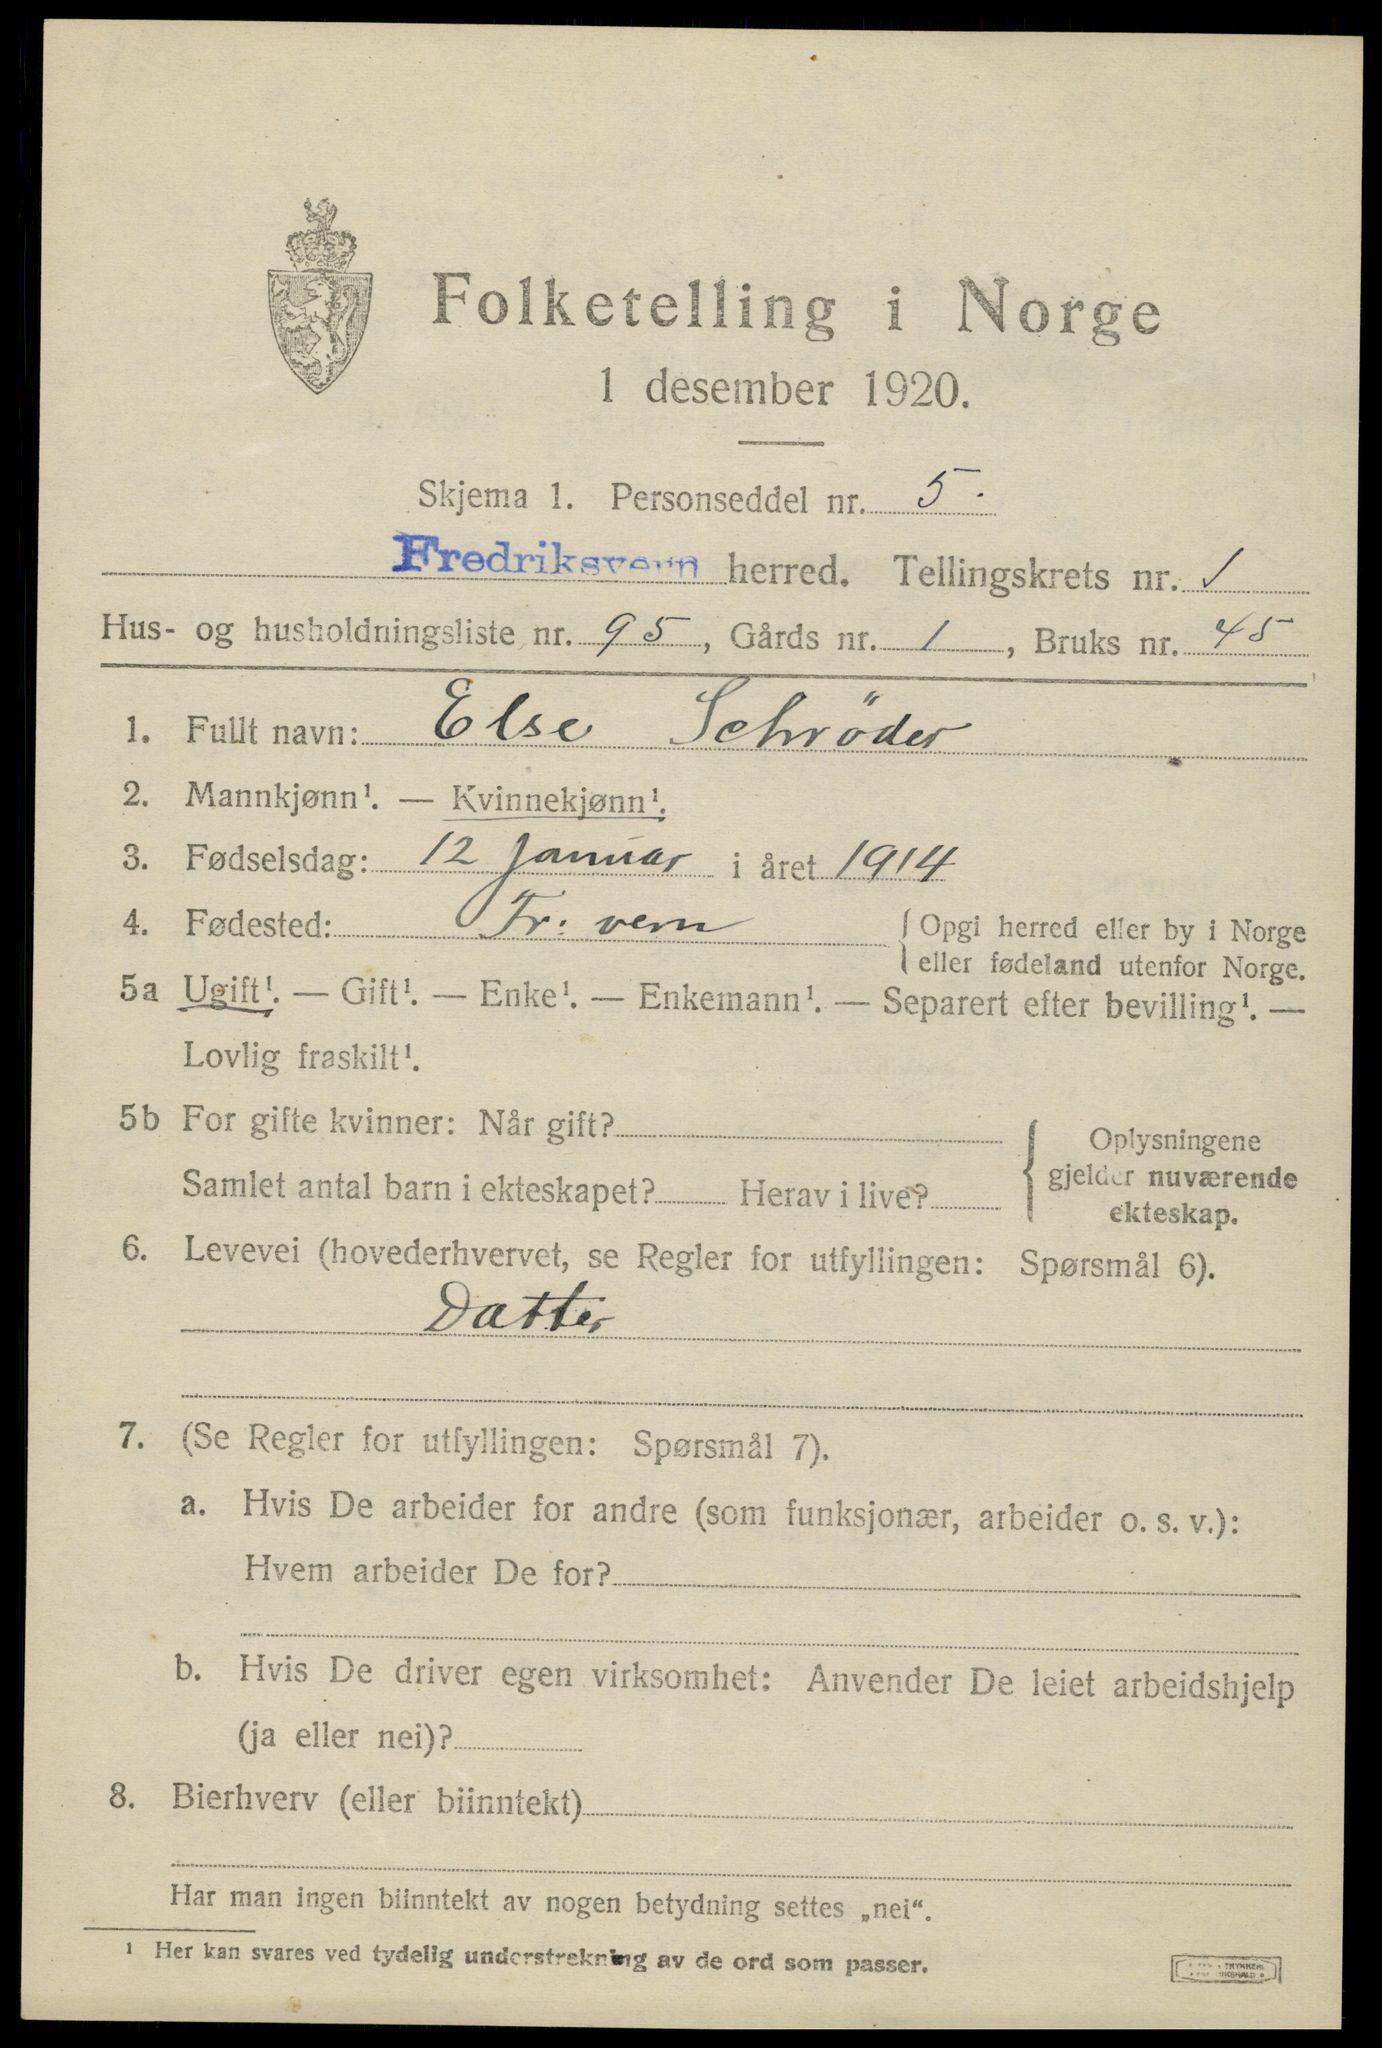 Folketelling i Norge
1 desember 1920.
Skjema 1. Personseddel nr. 5.
Fredriksvern herred. Tellingskrets nr. 1
Hus- og husholdningsliste nr. 95, Gårds nr. 1, Bruks nr. 45
1. Fullt navn: Else Schröder
2. Mannkjønn¹. — Kvinnekjønn¹.
3. Fødselsdag: 12 Januar i året 1914
4. Fødested: Fr: vern { Opgi herred eller by i Norge
eller fødeland utenfor Norge.
5a Ugift¹. — Gift¹. — Enke¹. — Enkemann¹. — Separert efter bevilling¹. —
Lovlig fraskilt¹.
5b For gifte kvinner: Når gift? { Oplysningene
Samlet antal barn i ekteskapet? Herav i live? gjelder nuværende
ekteskap.
6. Levevei (hovederhvervet, se Regler for utfyllingen: Spørsmål 6).
Datter
7. (Se Regler for utfyllingen: Spørsmål 7).
a. Hvis De arbeider for andre (som funksjonær, arbeider o. s. v.):
Hvem arbeider De for?
b. Hvis De driver egen virksomhet: Anvender De leiet arbeidshjelp
(ja eller nei)?
8. Bierhverv (eller biinntekt)
Har man ingen biinntekt av nogen betydning settes „nei“.
¹ Her kan svares ved tydelig understrekning av de ord som passer.